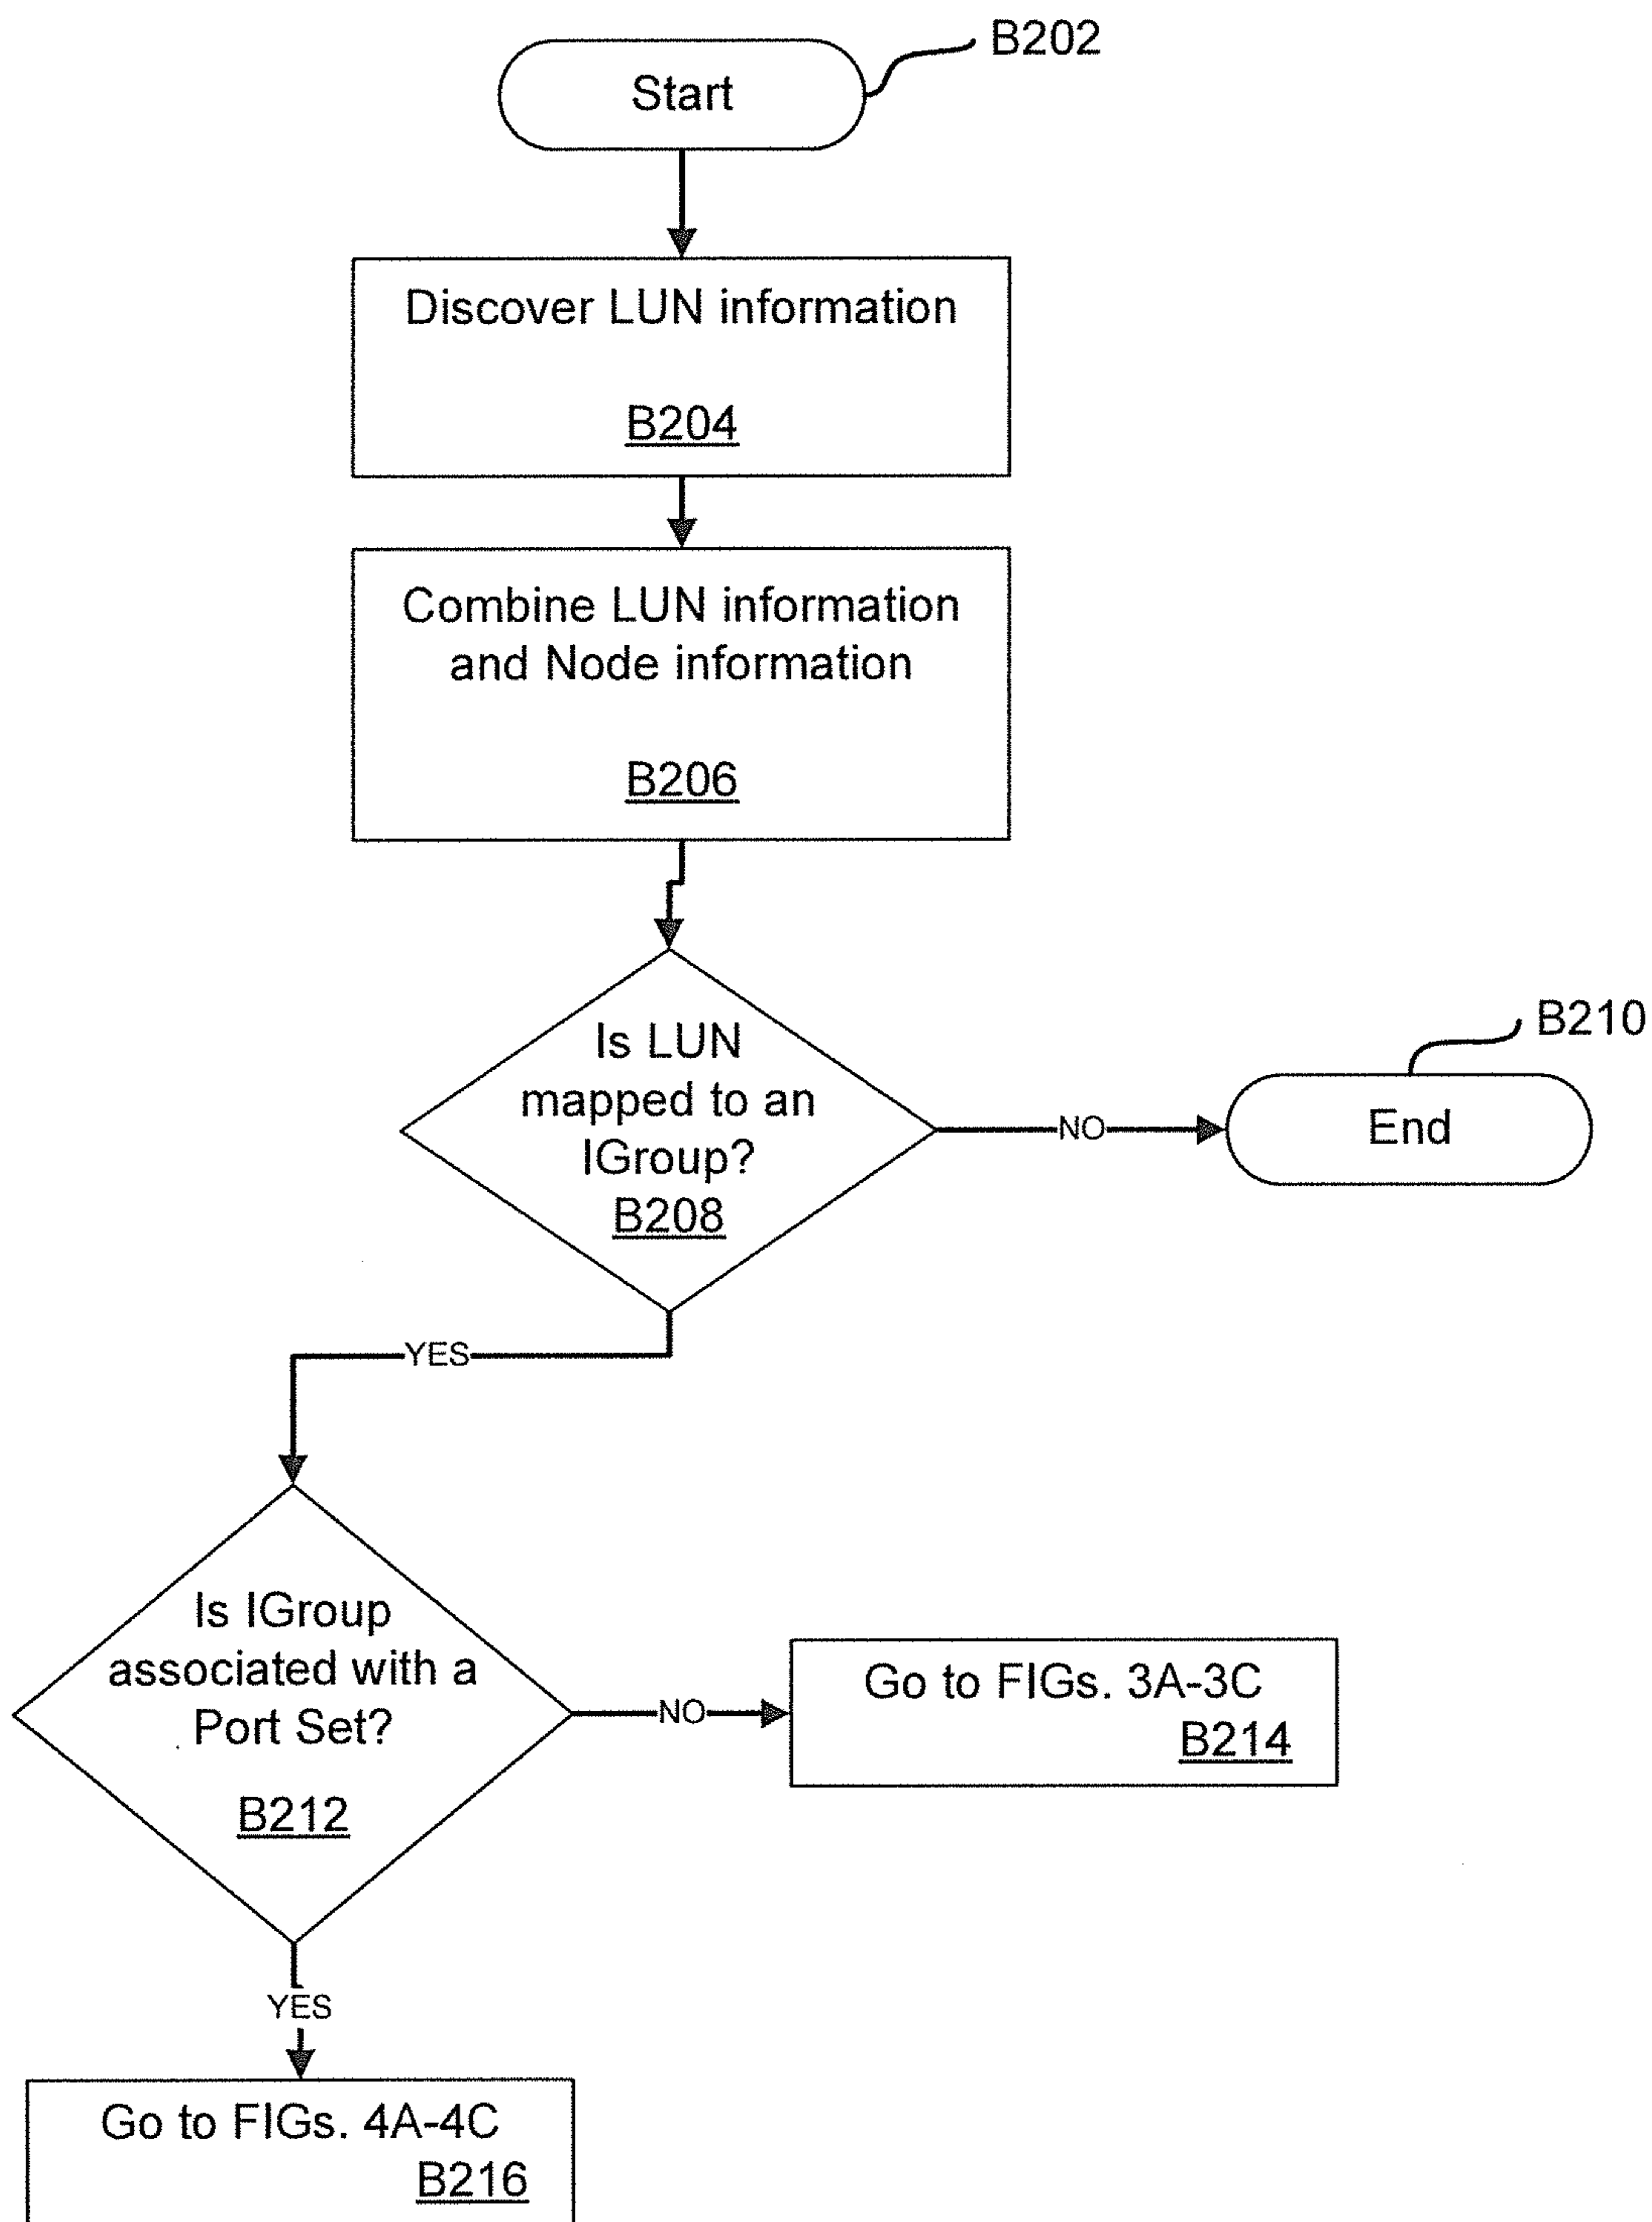 B202
Start
Discover LUN information
B204
Combine LUN information
and Node information
B206
Is LUN
mapped to an
IGroup?
B208
NO
B210
End
YES
Is IGroup
associated with a
Port Set?
B212
NO
Go to FIGs. 3A-3C
B214
YES
Go to FIGs. 4A-4C
B216